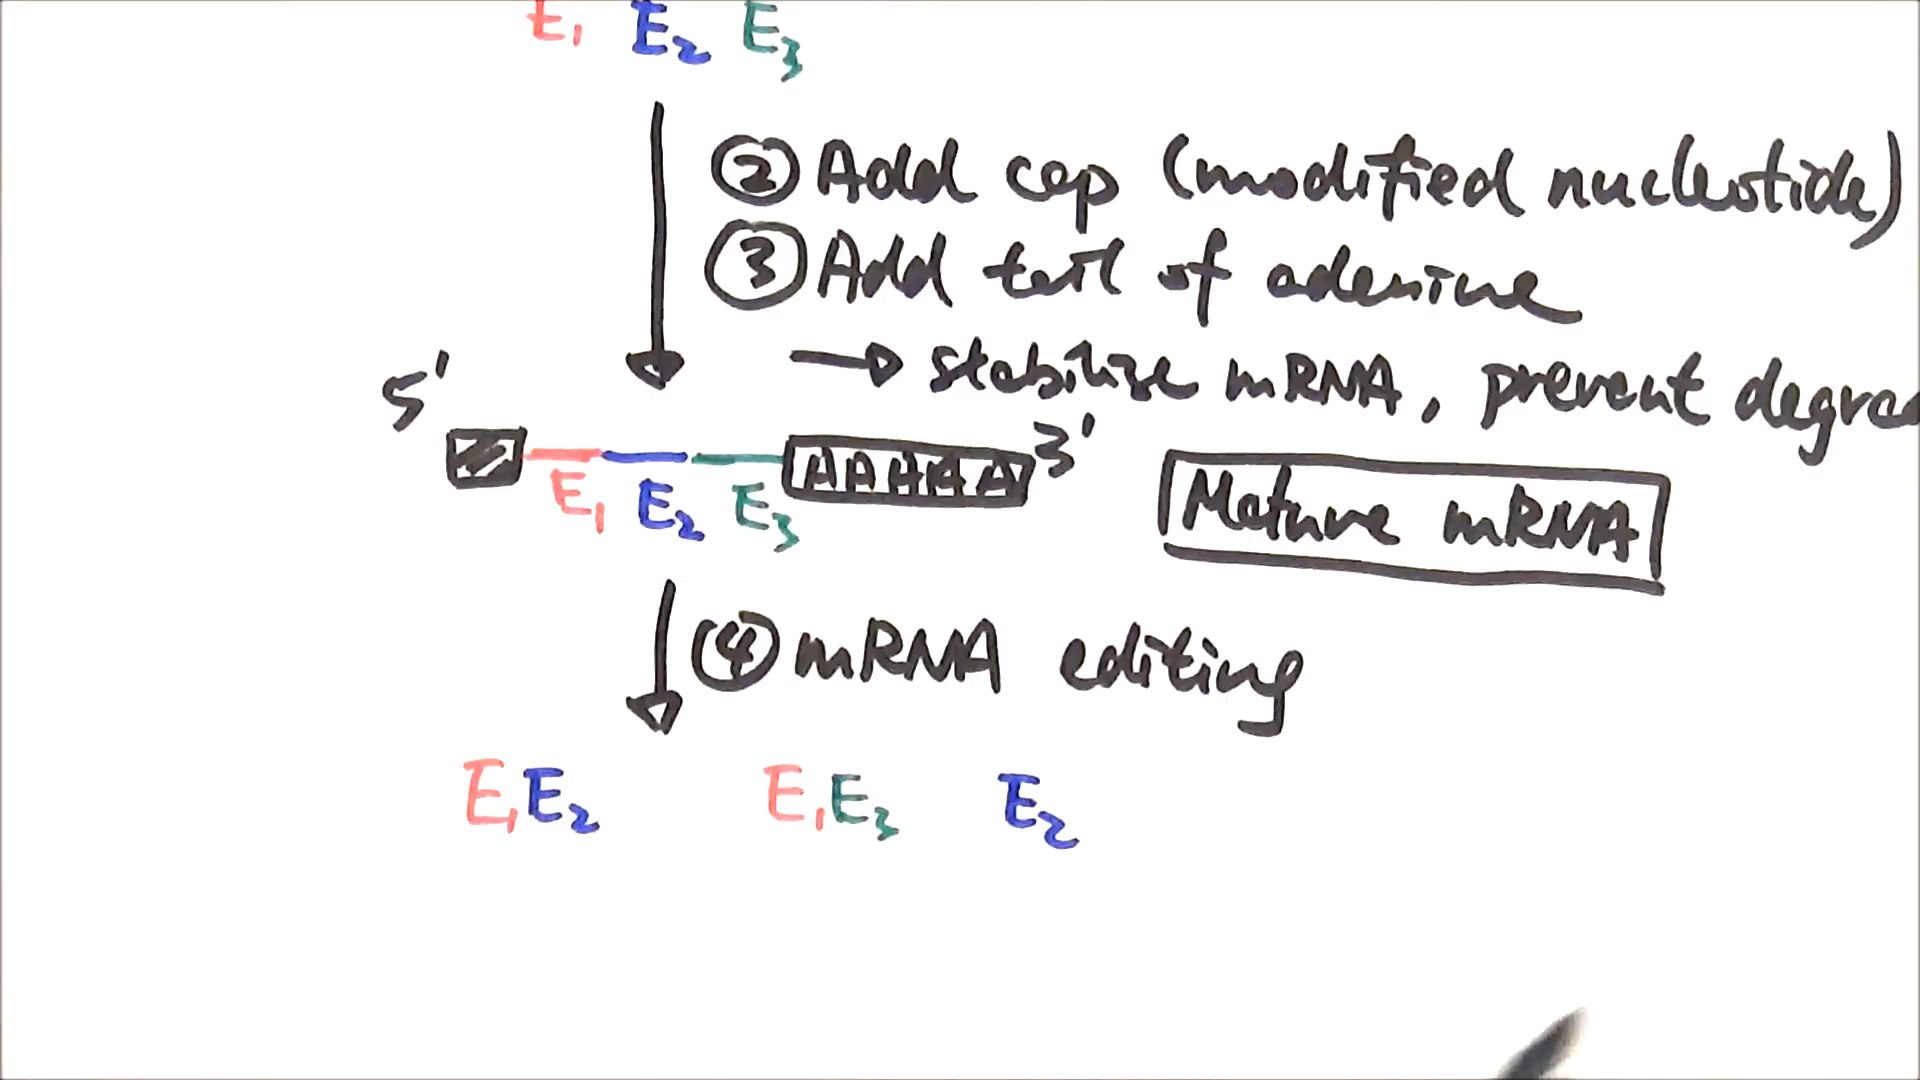 E1 E2 E3
② Add cap (modified nucleotide)
③ Add tail of adenine
→ stabilize mRNA, prevent degra
5' AAAAA 3'
E1 E2 E3
Mature mRNA
④ mRNA editing
E1E2 E1E3 E2